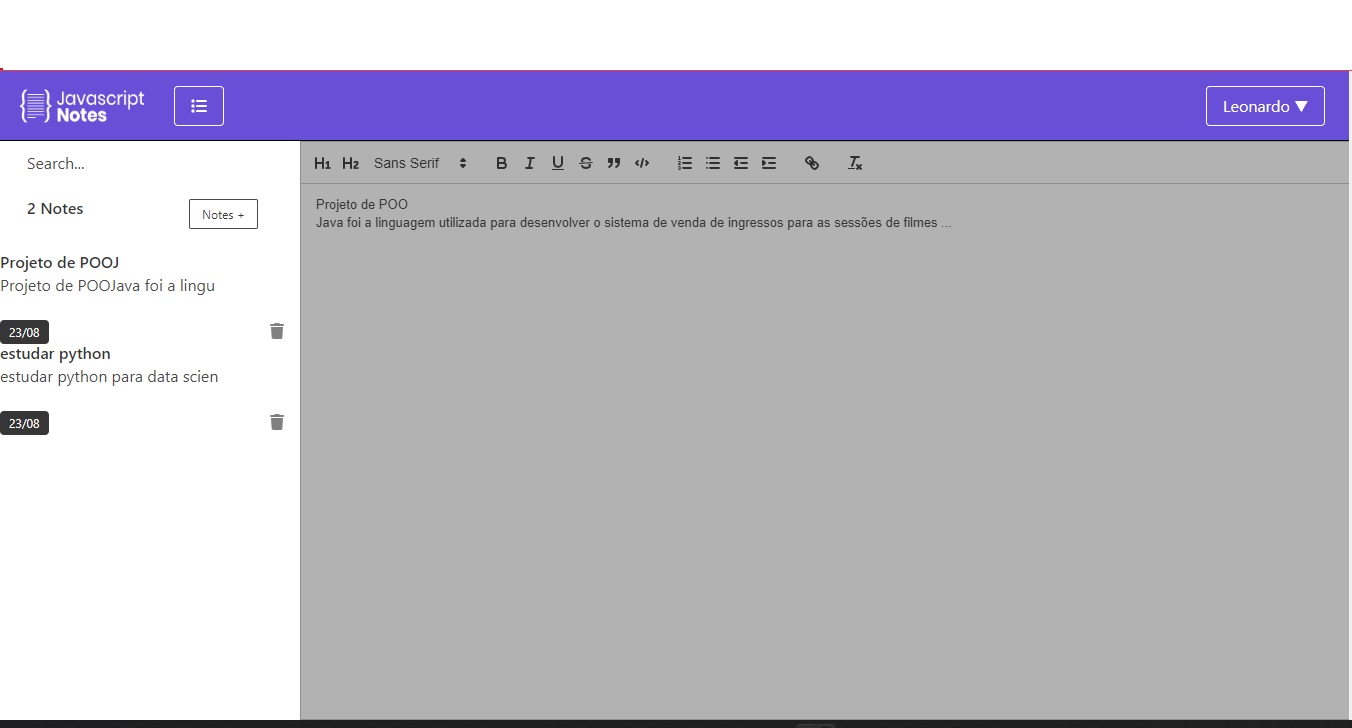 Javascript
Notes
Leonardo ▼
Search...
2 Notes
Notes +
Projeto de POOJ
Projeto de POOJava foi a lingu
23/08
estudar python
estudar python para data scien
23/08
H1 H2 Sans Serif B I U S
Projeto de POO
Java foi a linguagem utilizada para desenvolver o sistema de venda de ingressos para as sessões de filmes ...